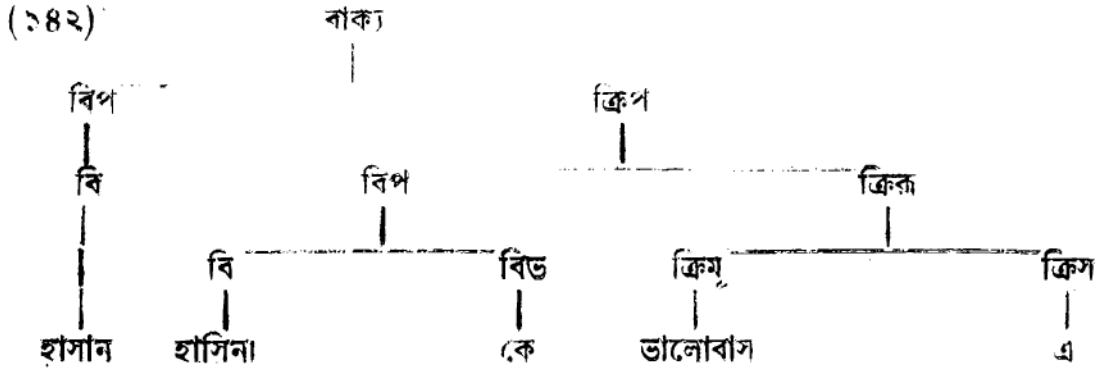 (১৪২) বাক্য
বিপ ক্রিপ
বি বিপ ক্রিরূ
বি বিভ ক্রিমূ ক্রিস
হাসান হাসিনা কে ভালোবাস এ